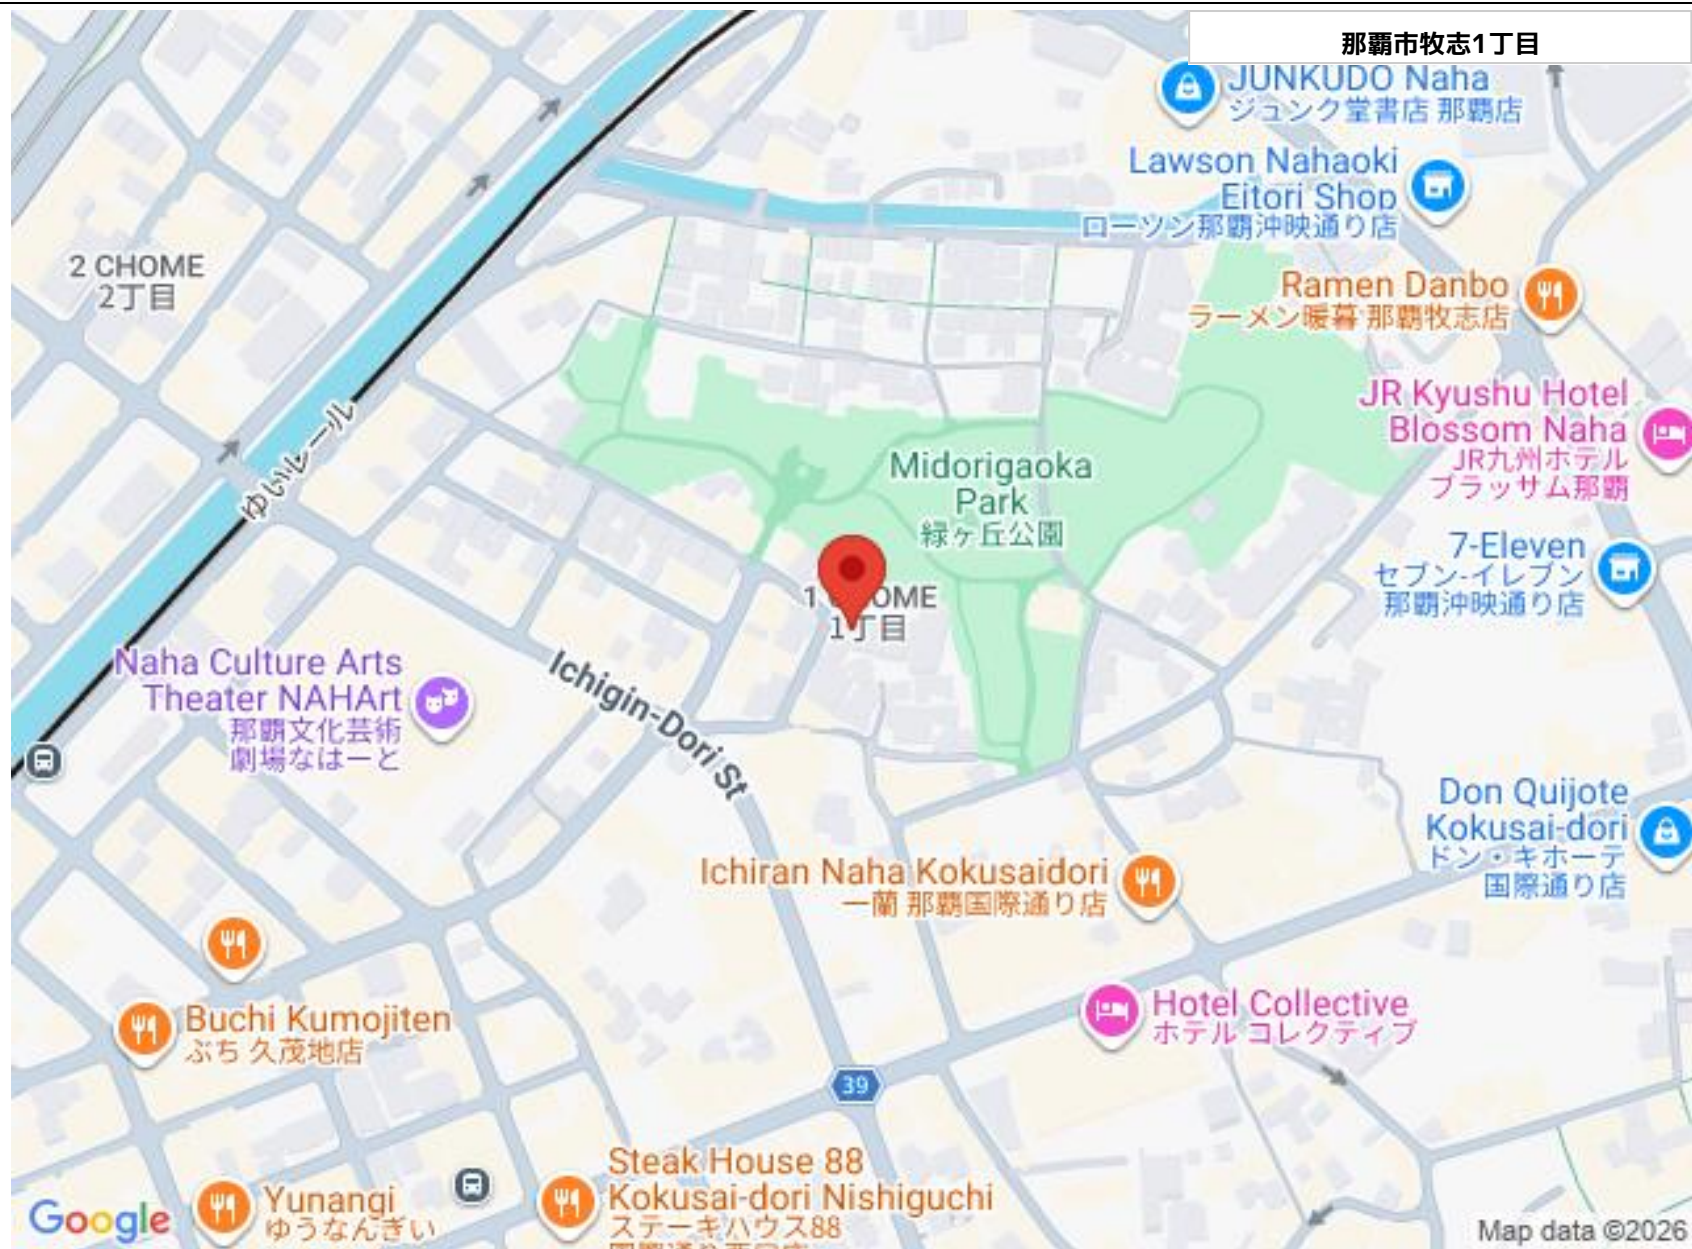 那覇市牧志1丁目
JUNKUDO Naha
ジュンク堂書店 那覇店
Lawson Nahaoki
Eitori Shop
ローソン那覇沖映通り店
2 CHOME
2丁目
Ramen Danbo
ラーメン暖暮 那覇牧志店
JR Kyushu Hotel
Blossom Naha
JR九州ホテル
ブラッサム那覇
ゆいレール
Midorigaoka
Park
緑ヶ丘公園
7-Eleven
セブン-イレブン
那覇沖映通り店
1 CHOME
1丁目
Naha Culture Arts
Theater NAHArt
那覇文化芸術
劇場なはーと
Ichigin-Dori St
Don Quijote
Kokusai-dori
ドン・キホーテ
国際通り店
Ichiran Naha Kokusaidori
一蘭 那覇国際通り店
Buchi Kumojiten
ぶち 久茂地店
Hotel Collective
ホテル コレクティブ
39
Steak House 88
Kokusai-dori Nishiguchi
ステーキハウス88
Yunangi
ゆうなんぎい
Google
Map data ©2026